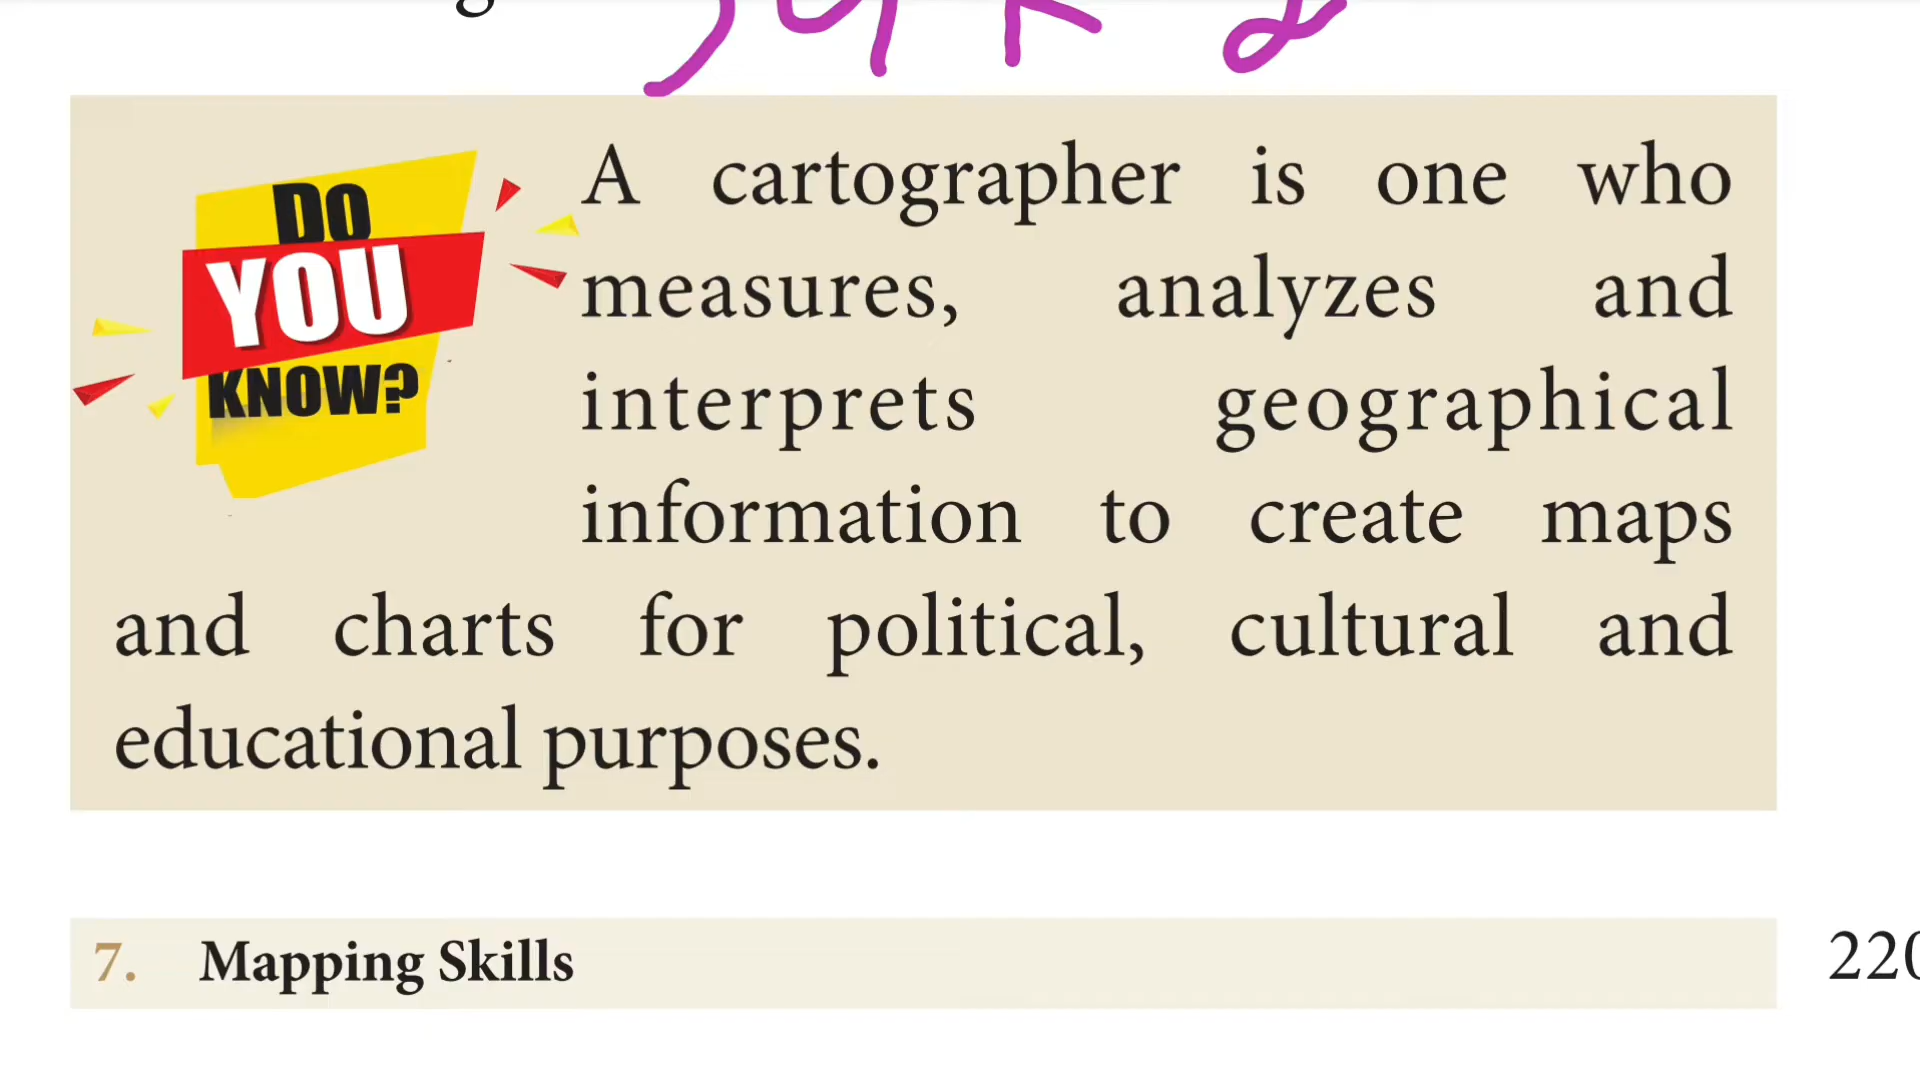 DO
YOU
KNOW?
A cartographer is one who
measures, analyzes and
interprets geographical
information to create maps
and charts for political, cultural and
educational purposes.
7. Mapping Skills